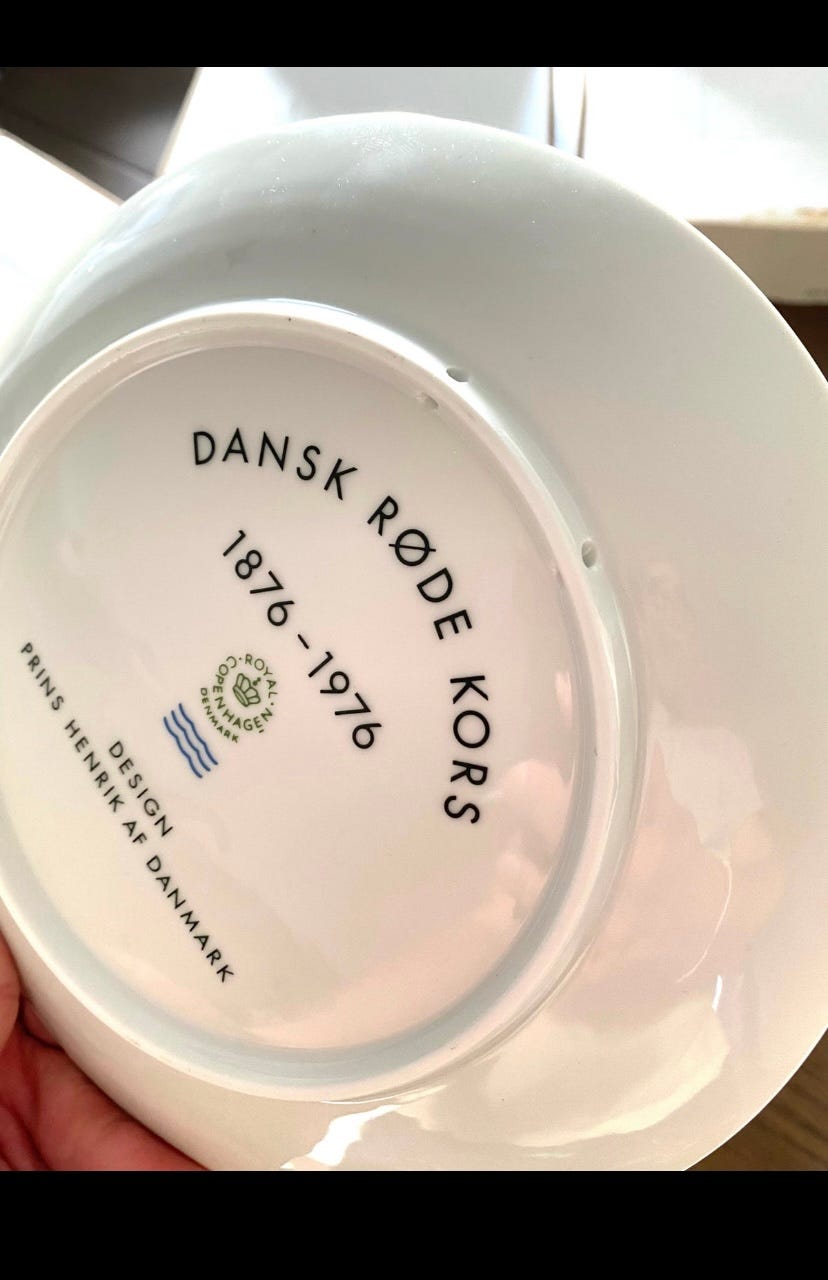 DANSK RØDE KORS
1876-1976
·ROYAL·
COPENHAGEN
DENMARK
DESIGN
PRINS HENRIK AF DANMARK